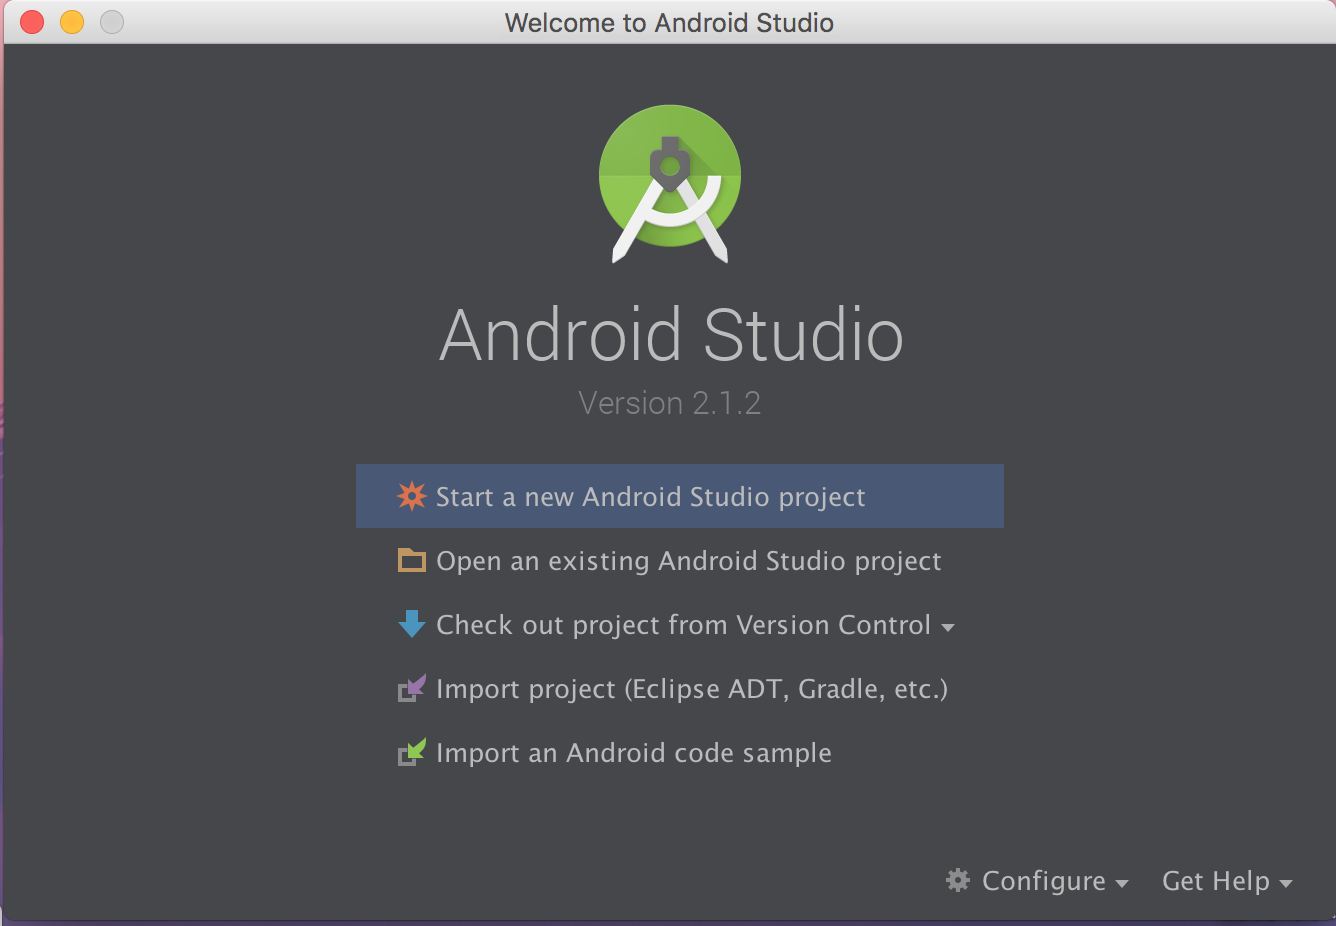 Welcome to Android Studio
Android Studio
Version 2.1.2
Start a new Android Studio project
Open an existing Android Studio project
Check out project from Version Control
Import project (Eclipse ADT, Gradle, etc.)
Import an Android code sample
Configure
Get Help